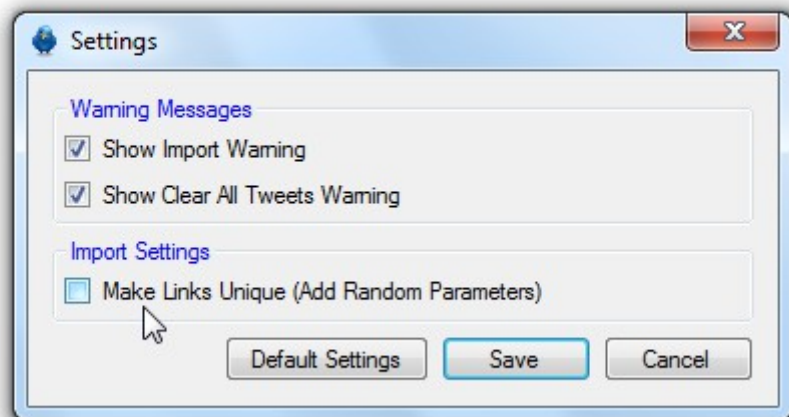 Settings
Warning Messages
Show Import Warning
Show Clear All Tweets Warning
Import Settings
Make Links Unique (Add Random Parameters)
Default Settings Save Cancel